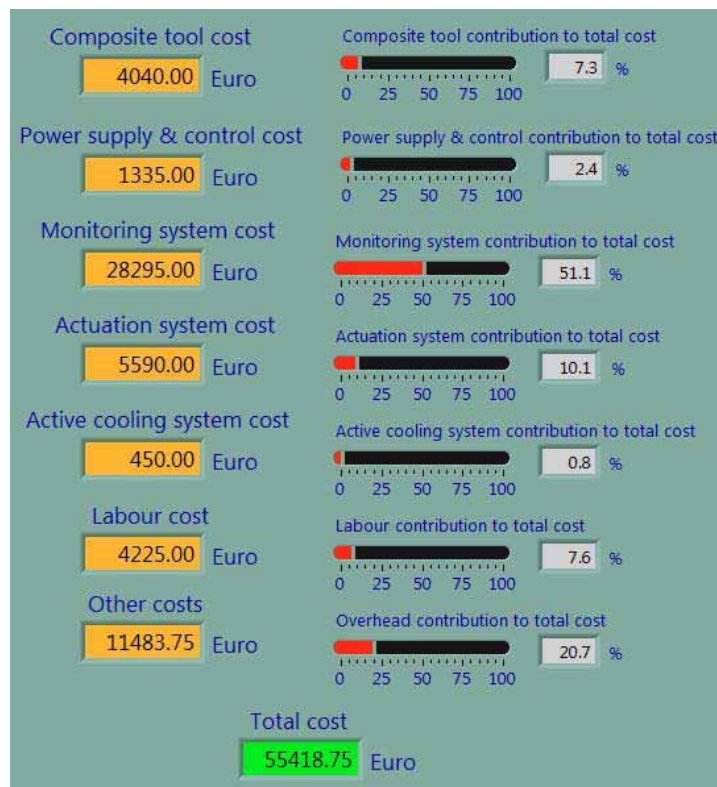 Composite tool cost
4040.00 Euro
Composite tool contribution to total cost
7.3 %
0 25 50 75 100
Power supply & control cost
1335.00 Euro
Power supply & control contribution to total cost
2.4 %
0 25 50 75 100
Monitoring system cost
28295.00 Euro
Monitoring system contribution to total cost
51.1 %
0 25 50 75 100
Actuation system cost
5590.00 Euro
Actuation system contribution to total cost
10.1 %
0 25 50 75 100
Active cooling system cost
450.00 Euro
Active cooling system contribution to total cost
0.8 %
0 25 50 75 100
Labour cost
4225.00 Euro
Labour contribution to total cost
7.6 %
0 25 50 75 100
Other costs
11483.75 Euro
Overhead contribution to total cost
20.7 %
0 25 50 75 100
Total cost
55418.75 Euro